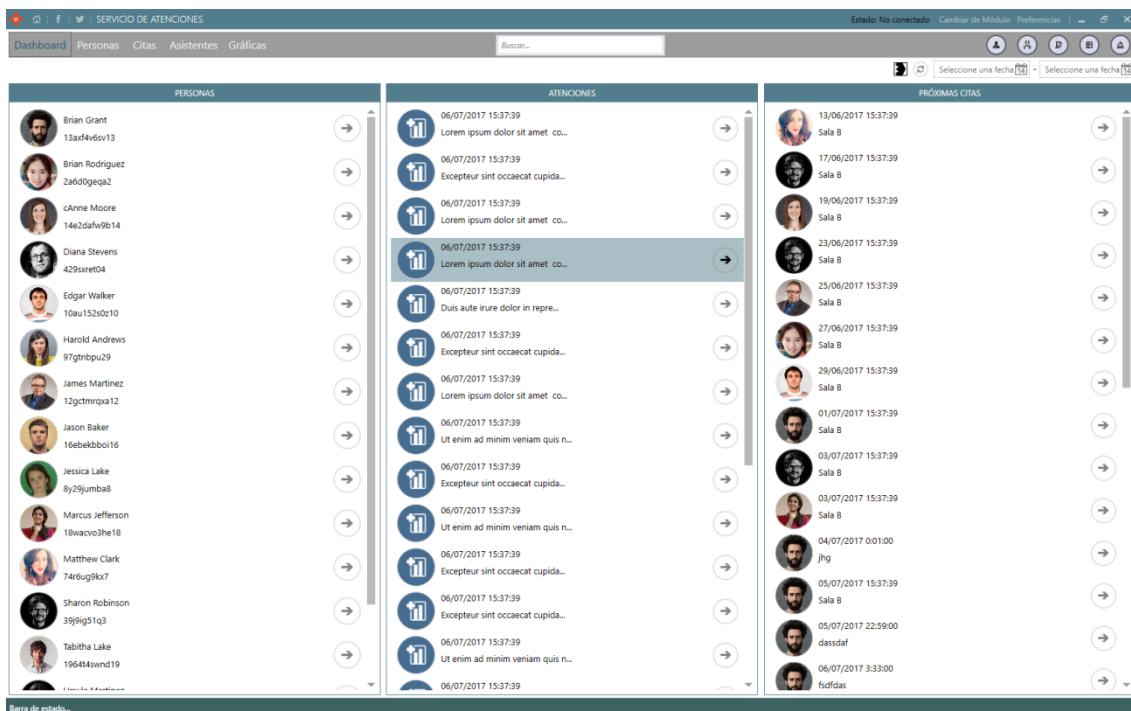 SERVICIO DE ATENCIONES
Estado: No conectado Cambiar de Módulo Preferencias
Dashboard Personas Citas Asistentes Gráficas
Buscar...
Seleccione una fecha 14 - Seleccione una fecha 14
PERSONAS
Brian Grant
13axf4v6sv13
Brian Rodriguez
2a6d0geqa2
cAnne Moore
14e2dafw9b14
Diana Stevens
429sxret04
Edgar Walker
10au152s0z10
Harold Andrews
97gtnbpu29
James Martinez
12gctmrqxa12
Jason Baker
16ebekbboi16
Jessica Lake
8y29jumba8
Marcus Jefferson
18wacvo3he18
Matthew Clark
74r6ug9kx7
Sharon Robinson
39j9ig51q3
Tabitha Lake
1964t4swnd19
Ursula Martinez
ATENCIONES
06/07/2017 15:37:39
Lorem ipsum dolor sit amet co...
06/07/2017 15:37:39
Excepteur sint occaecat cupida...
06/07/2017 15:37:39
Lorem ipsum dolor sit amet co...
06/07/2017 15:37:39
Lorem ipsum dolor sit amet co...
06/07/2017 15:37:39
Duis aute irure dolor in repre...
06/07/2017 15:37:39
Excepteur sint occaecat cupida...
06/07/2017 15:37:39
Lorem ipsum dolor sit amet co...
06/07/2017 15:37:39
Ut enim ad minim veniam quis n...
06/07/2017 15:37:39
Excepteur sint occaecat cupida...
06/07/2017 15:37:39
Ut enim ad minim veniam quis n...
06/07/2017 15:37:39
Excepteur sint occaecat cupida...
06/07/2017 15:37:39
Excepteur sint occaecat cupida...
06/07/2017 15:37:39
Ut enim ad minim veniam quis n...
06/07/2017 15:37:39
PRÓXIMAS CITAS
13/06/2017 15:37:39
Sala B
17/06/2017 15:37:39
Sala B
19/06/2017 15:37:39
Sala B
23/06/2017 15:37:39
Sala B
25/06/2017 15:37:39
Sala B
27/06/2017 15:37:39
Sala B
29/06/2017 15:37:39
Sala B
01/07/2017 15:37:39
Sala B
03/07/2017 15:37:39
Sala B
03/07/2017 15:37:39
Sala B
04/07/2017 0:01:00
jhg
05/07/2017 15:37:39
Sala B
05/07/2017 22:59:00
dassdaf
06/07/2017 3:33:00
fsdfdas
Barra de estado...